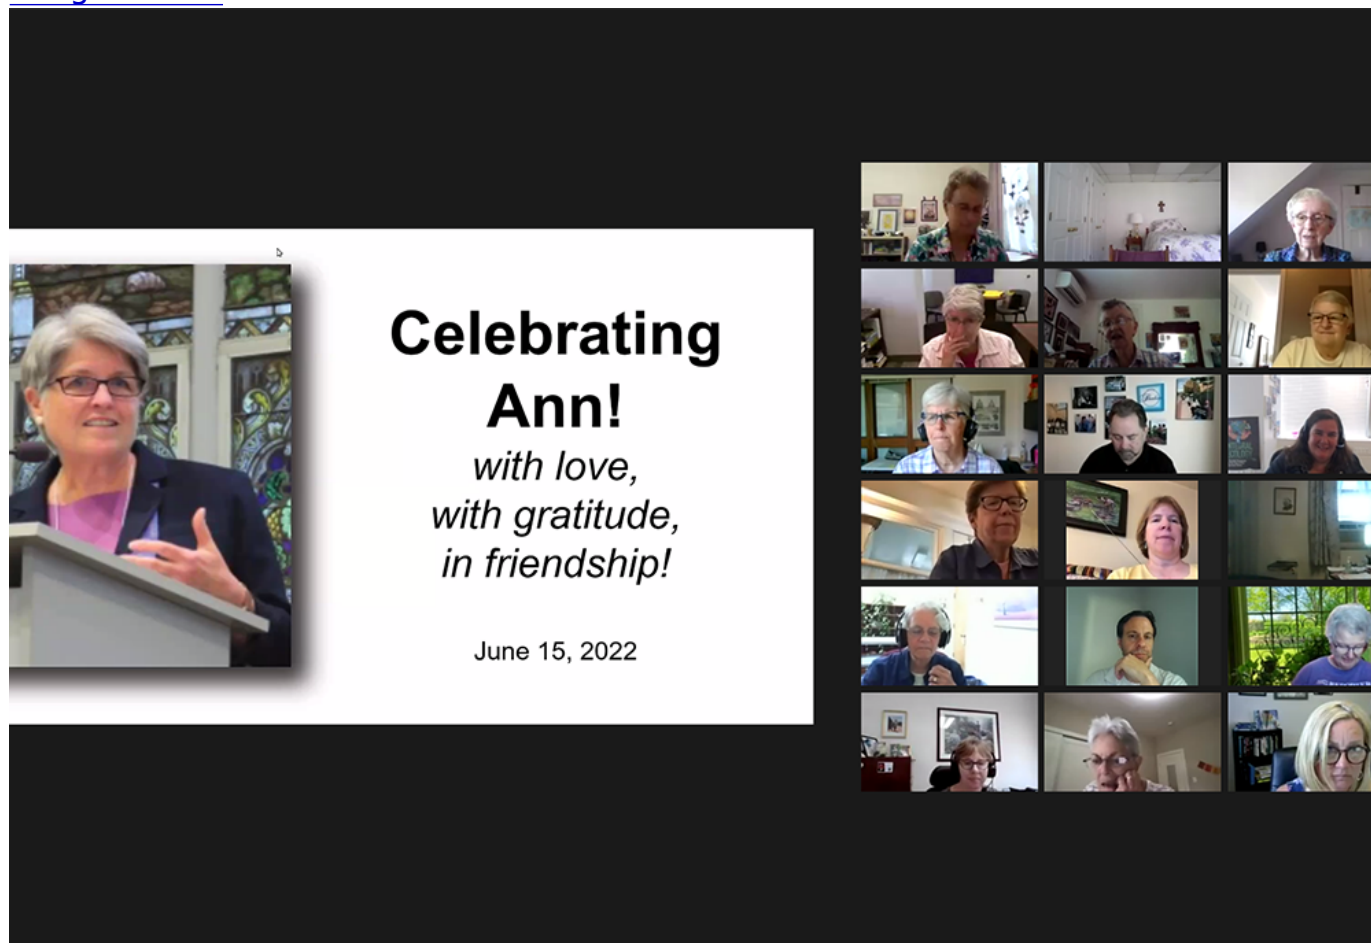 Celebrating
Ann!
with love,
with gratitude,
in friendship!
June 15, 2022